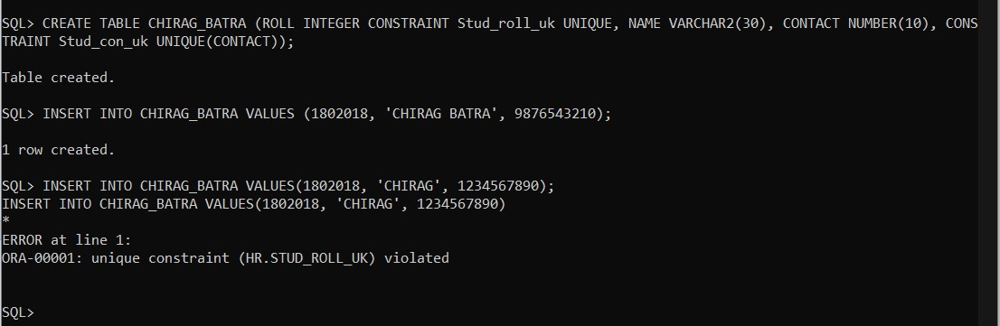 SQL> CREATE TABLE CHIRAG_BATRA (ROLL INTEGER CONSTRAINT Stud_roll_uk UNIQUE, NAME VARCHAR2(30), CONTACT NUMBER(10), CONS
TRAINT Stud_con_uk UNIQUE(CONTACT));
Table created.
SQL> INSERT INTO CHIRAG_BATRA VALUES (1802018, 'CHIRAG BATRA', 9876543210);
1 row created.
SQL> INSERT INTO CHIRAG_BATRA VALUES(1802018, 'CHIRAG', 1234567890);
INSERT INTO CHIRAG_BATRA VALUES(1802018, 'CHIRAG', 1234567890)
*
ERROR at line 1:
ORA-00001: unique constraint (HR.STUD_ROLL_UK) violated
SQL>